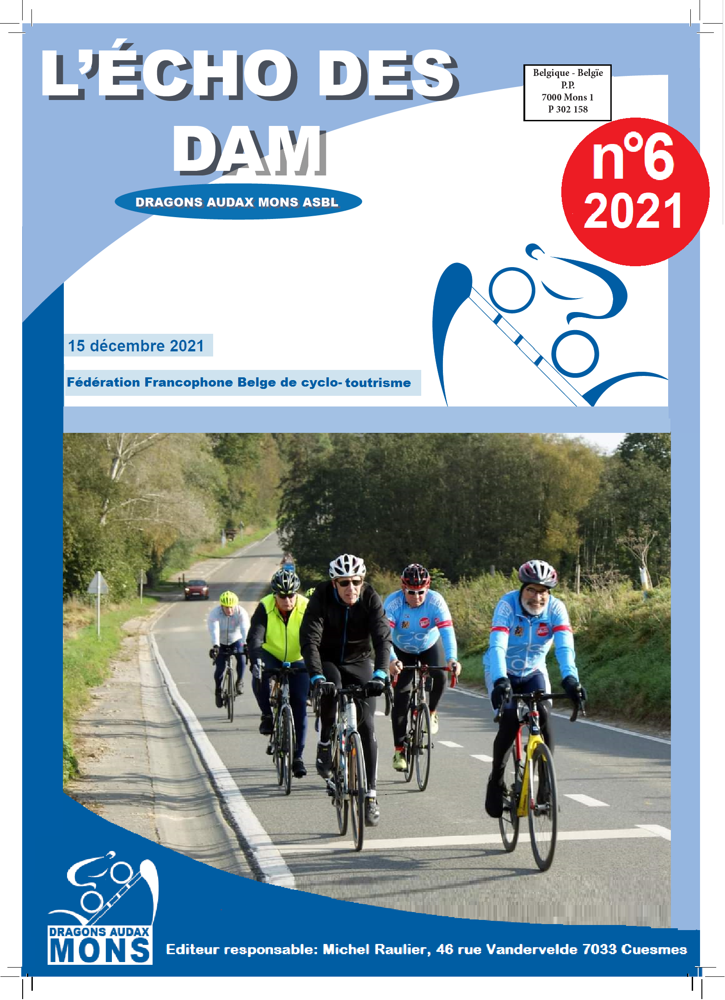 L'ÉCHO DES
DAM
DRAGONS AUDAX MONS ASBL
Belgique - Belgïe
P.P.
7000 Mons 1
P 302 158
n°6
2021
15 décembre 2021
Fédération Francophone Belge de cyclo- toutrisme
DRAGONS AUDAX
MONS
Editeur responsable: Michel Raulier, 46 rue Vandervelde 7033 Cuesmes